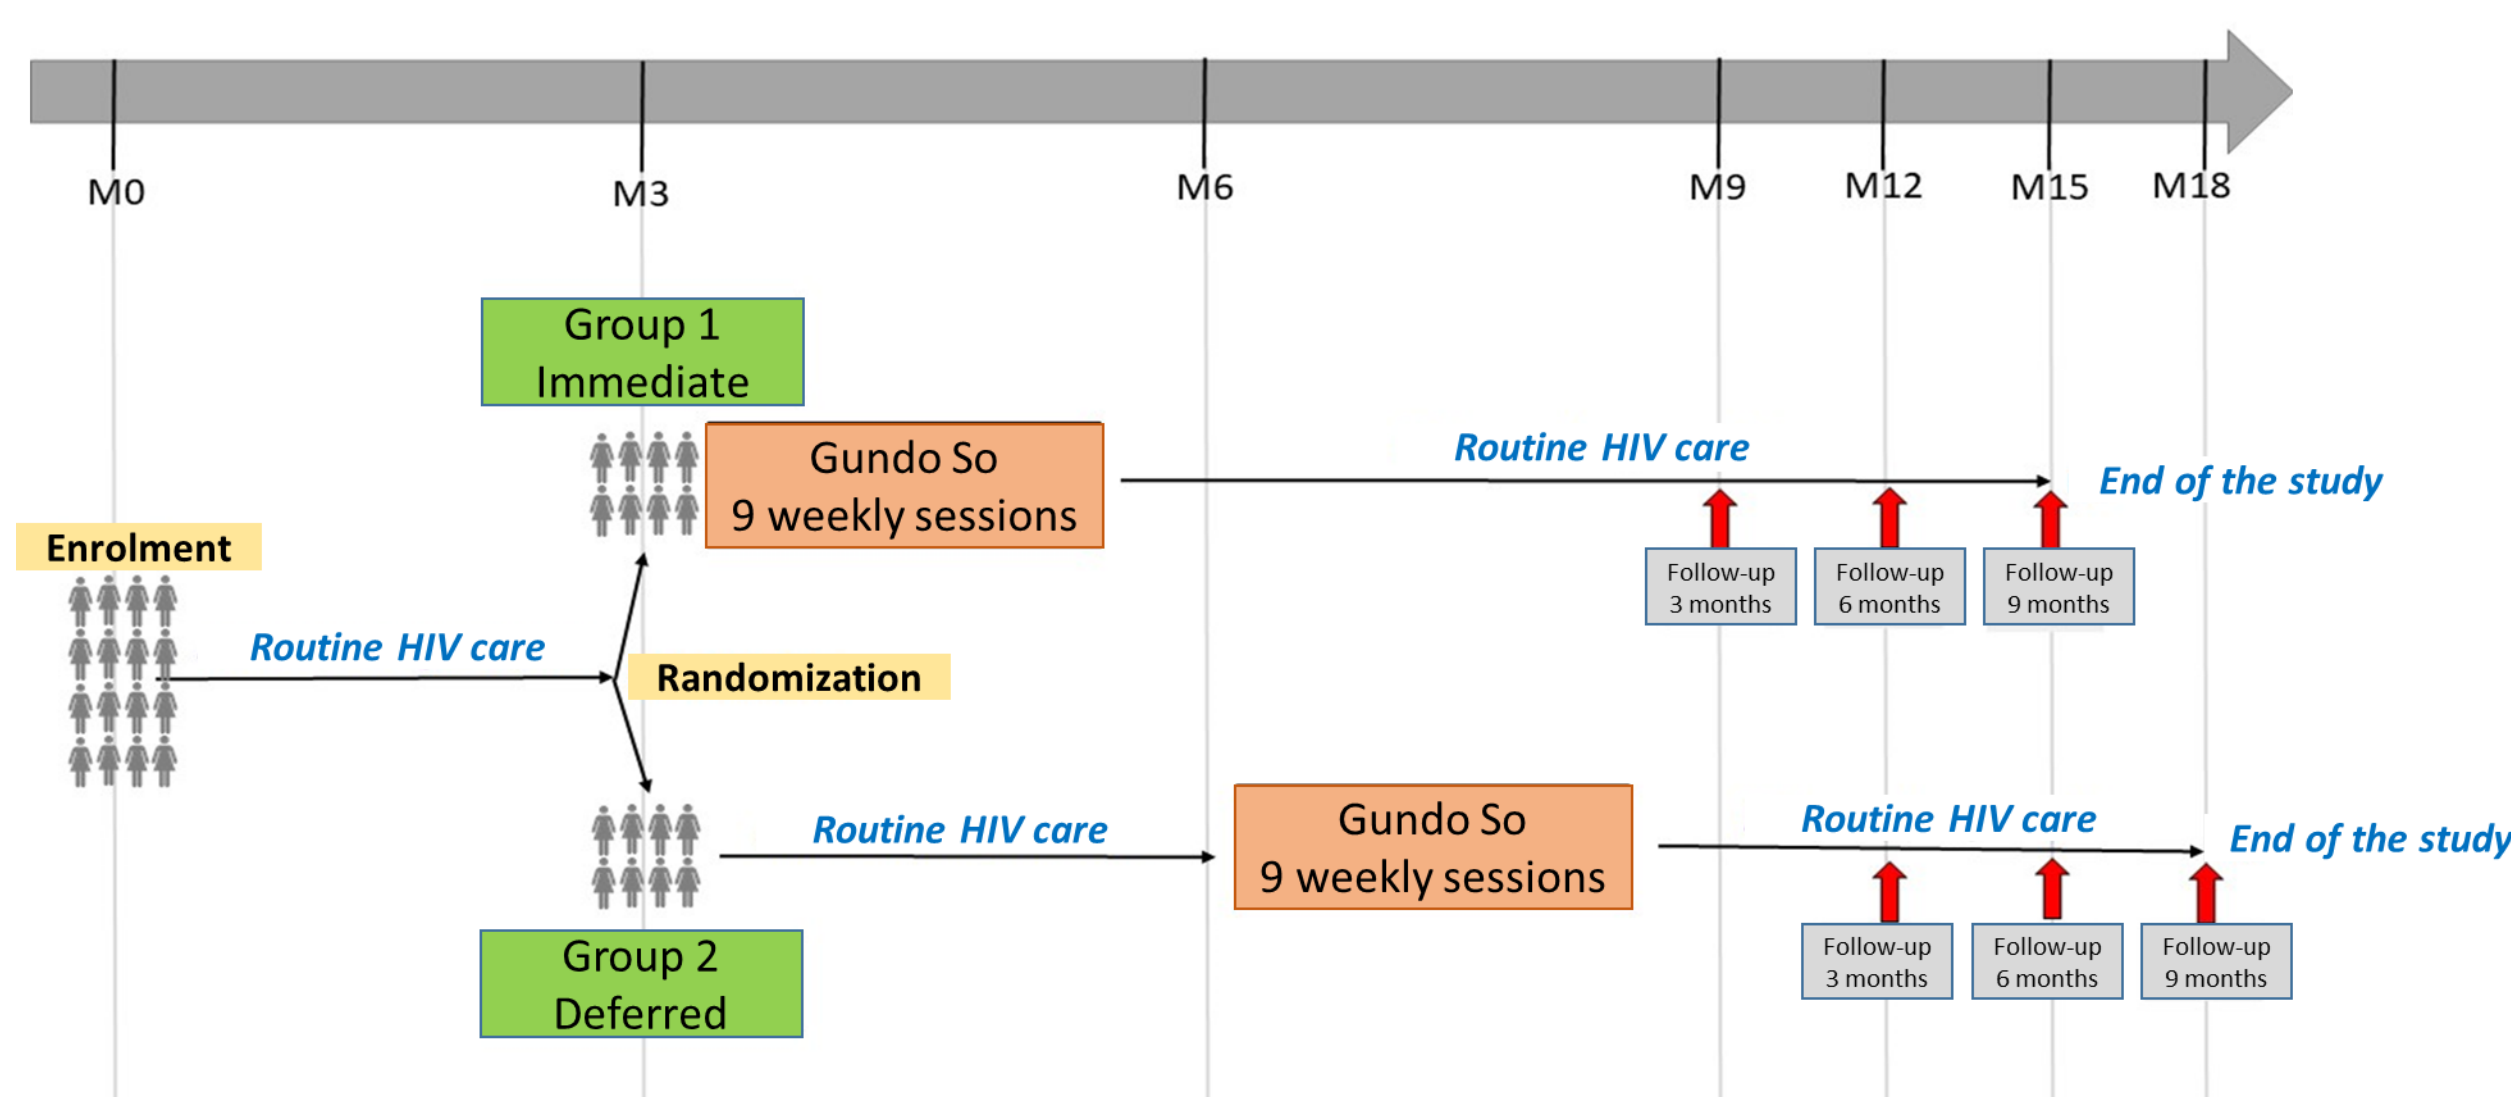 M0
M3
M6
M9
M12
M15
M18
Group 1
Immediate
Gundo So
9 weekly sessions
Routine HIV care
End of the study
Follow-up
3 months
Follow-up
6 months
Follow-up
9 months
Enrolment
Routine HIV care
Randomization
Routine HIV care
Gundo So
9 weekly sessions
Routine HIV care
End of the study
Follow-up
3 months
Follow-up
6 months
Follow-up
9 months
Group 2
Deferred